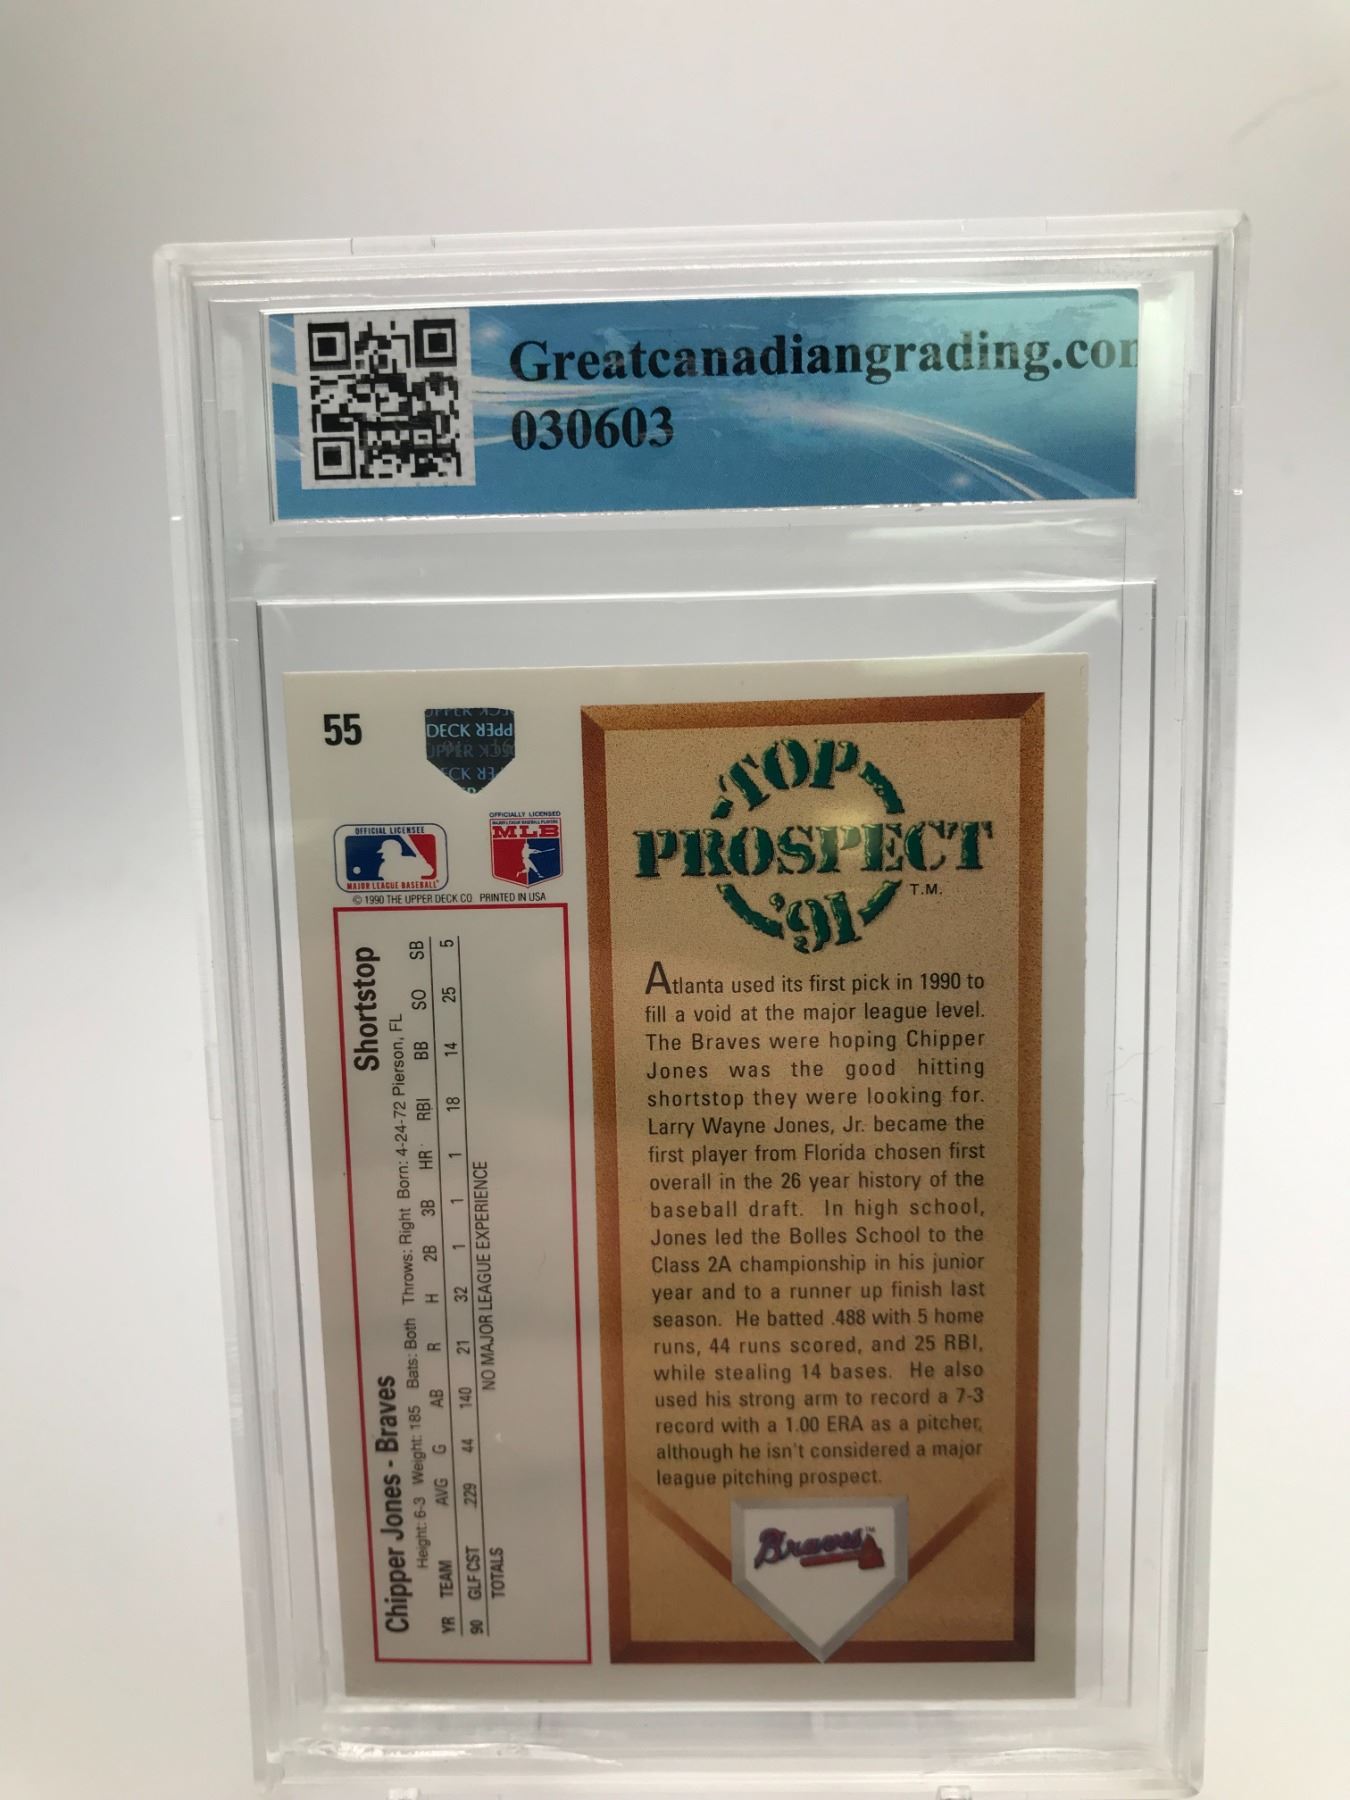 Greatcanadiangrading.com
030603
55
UPPER DECK
DECK UPPER
UPPER DECK
OFFICIAL LICENSEE
MAJOR LEAGUE BASEBALL
OFFICIALLY LICENSED
MAJOR LEAGUE BASEBALL PLAYERS
MLB
© 1990 THE UPPER DECK CO. PRINTED IN USA
Chipper Jones - Braves Shortstop
Height: 6-3 Weight: 185 Bats: Both Throws: Right Born: 4-24-72 Pierson, FL
YR TEAM AVG G AB R H 2B 3B HR RBI BB SO SB
90 GLF CST .229 44 140 21 32 1 1 1 18 14 25 5
TOTALS NO MAJOR LEAGUE EXPERIENCE
TOP
PROSPECT
'91
T.M.
Atlanta used its first pick in 1990 to
fill a void at the major league level.
The Braves were hoping Chipper
Jones was the good hitting
shortstop they were looking for.
Larry Wayne Jones, Jr. became the
first player from Florida chosen first
overall in the 26 year history of the
baseball draft. In high school,
Jones led the Bolles School to the
Class 2A championship in his junior
year and to a runner up finish last
season. He batted .488 with 5 home
runs, 44 runs scored, and 25 RBI,
while stealing 14 bases. He also
used his strong arm to record a 7-3
record with a 1.00 ERA as a pitcher,
although he isn't considered a major
league pitching prospect.
Braves